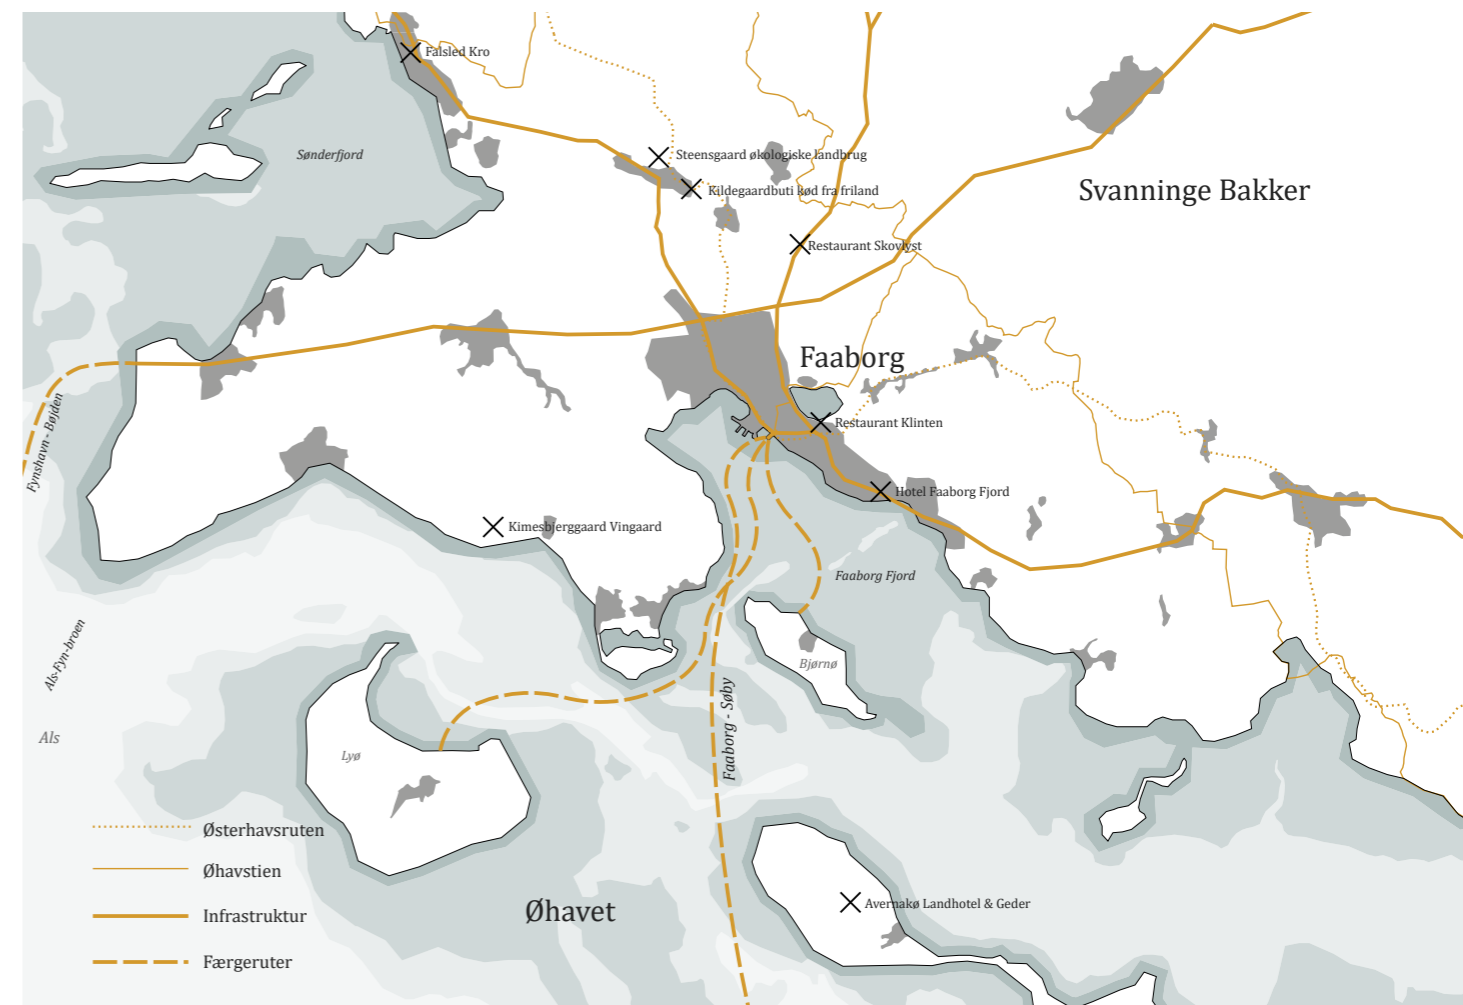 Falsled Kro
Sønderfjord
Steensgaard økologiske landbrug
Kildegaardbuti kød fra friland
Svanninge Bakker
Restaurant Skovlyst
Faaborg
Fynshavn - Bøjden
Restaurant Klinten
Hotel Faaborg Fjord
Kimesbjerggaard Vingaard
Faaborg Fjord
Als-Fyn-broen
Bjørnø
Faaborg - Søby
Als
Lyø
Østerhavsruten
Øhavstien
Infrastruktur
Færgeruter
Øhavet
Avernakø Landhotel & Geder